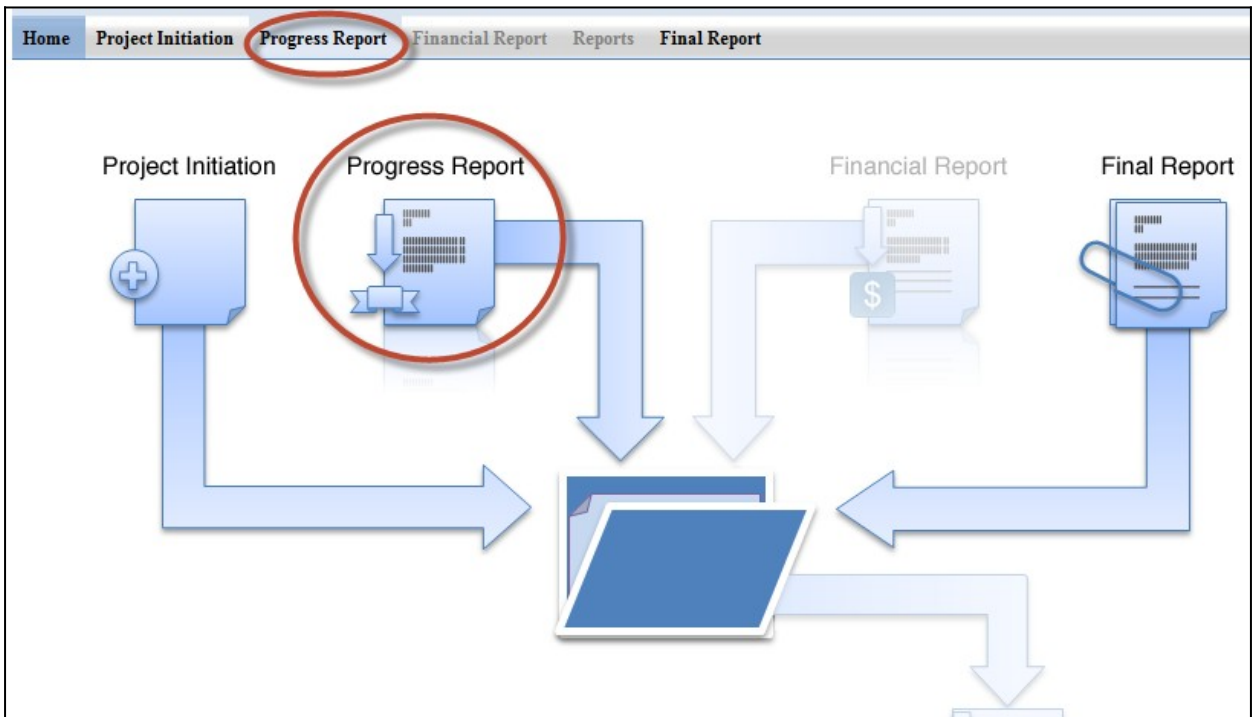 Home Project Initiation Progress Report Financial Report Reports Final Report
Project Initiation Progress Report Financial Report Final Report
$